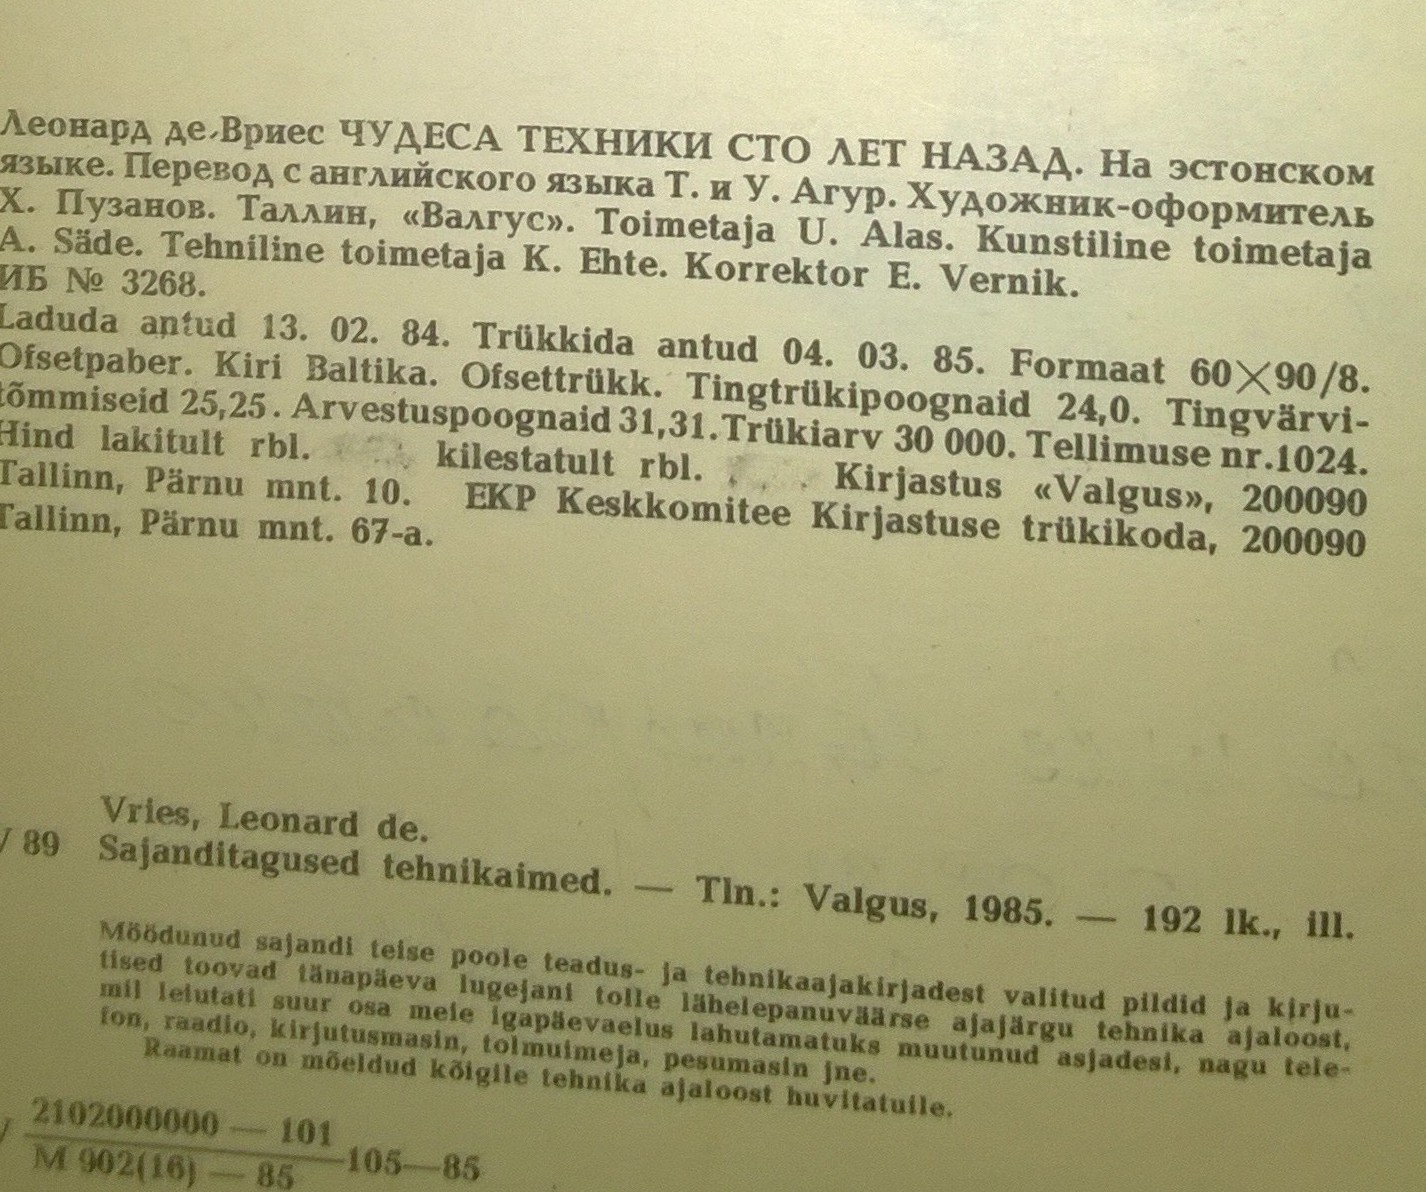 Леонард де Вриес ЧУДЕСА ТЕХНИКИ СТО ЛЕТ НАЗАД. На эстонском
языке. Перевод с английского языка Т. и У. Агур. Художник-оформитель
Х. Пузанов. Таллин, «Валгус». Toimetaja U. Alas. Kunstiline toimetaja
A. Säde. Tehniline toimetaja K. Ehte. Korrektor E. Vernik.
ИБ № 3268.
Laduda antud 13. 02. 84. Trükkida antud 04. 03. 85. Formaat 60×90/8.
Ofsetpaber. Kiri Baltika. Ofsettrükk. Tingtrükipoognaid 24,0. Tingvärvi-
tõmmiseid 25,25. Arvestuspoognaid 31,31. Trükiarv 30 000. Tellimuse nr. 1024.
Hind lakitult rbl. kilestatult rbl. Kirjastus «Valgus», 200090
Tallinn, Pärnu mnt. 10. EKP Keskkomitee Kirjastuse trükikoda, 200090
Tallinn, Pärnu mnt. 67-a.
Vries, Leonard de.
V 89 Sajanditagused tehnikaimed. — Tln.: Valgus, 1985. — 192 lk., ill.
Möödunud sajandi teise poole teadus- ja tehnikaajakirjadest valitud pildid ja kirju-
tised toovad tänapäeva lugejani tolle lähelepanuväärse ajajärgu tehnika ajaloost,
mil leiutati suur osa meie igapäevaelus lahutamatuks muutunud asjadesi, nagu tele-
fon, raadio, kirjutusmasin, tolmuimeja, pesumasin jne.
Raamat on mõeldud kõigile tehnika ajaloost huvitatuile.
2102000000 — 101
M 902(16) — 85 105—85